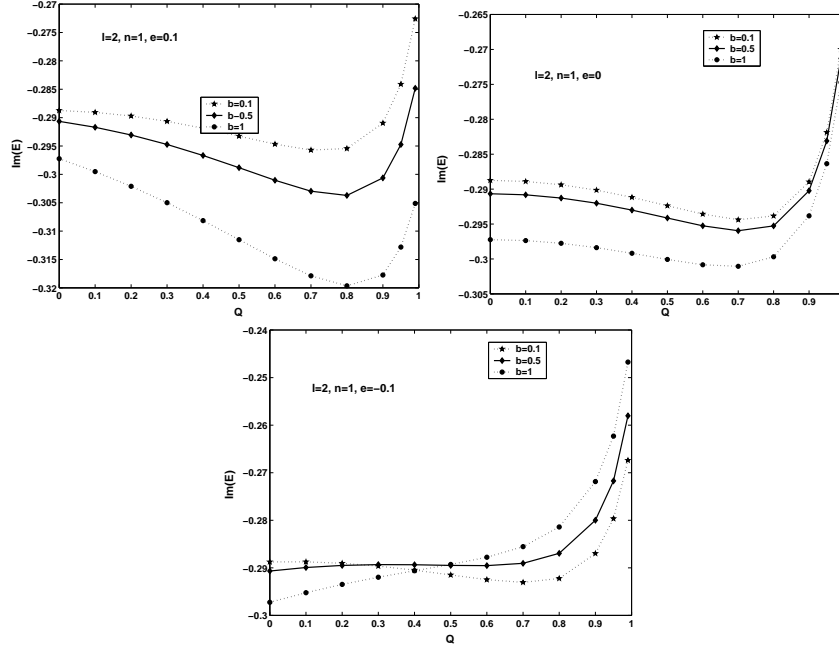 −0.27
−0.275
−0.28
−0.285
−0.29
−0.295
−0.3
−0.305
−0.31
−0.315
−0.32
Im(E)
l=2, n=1, e=0.1
b=0.1
b−0.5
b=1
0 0.1 0.2 0.3 0.4 0.5 0.6 0.7 0.8 0.9 1
Q
−0.265
−0.27
−0.275
−0.28
−0.285
−0.29
−0.295
−0.3
−0.305
Im(E)
l=2, n=1, e=0
b=0.1
b=0.5
b=1
0 0.1 0.2 0.3 0.4 0.5 0.6 0.7 0.8 0.9
Q
−0.24
−0.25
−0.26
−0.27
−0.28
−0.29
−0.3
Im(E)
l=2, n=1, e=−0.1
b=0.1
b=0.5
b=1
0 0.1 0.2 0.3 0.4 0.5 0.6 0.7 0.8 0.9 1
Q